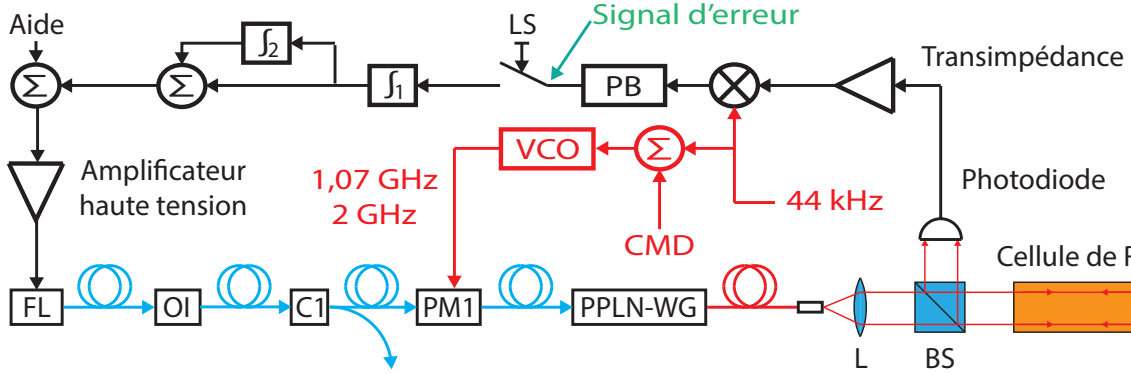 Aide
Σ
Σ
∫2
∫1
LS
Signal d'erreur
PB
Transimpédance
Amplificateur
haute tension
1,07 GHz
2 GHz
VCO
Σ
CMD
44 kHz
Photodiode
Cellule de
FL
OI
C1
PM1
PPLN-WG
L
BS